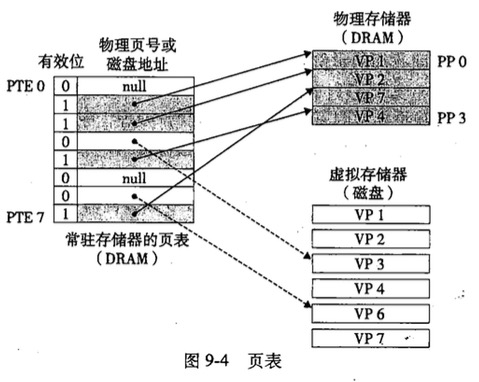 物理页号或
磁盘地址
有效位
PTE 0
0
null
1
1
0
1
0
null
0
PTE 7
1
常驻存储器的页表
(DRAM)
物理存储器
(DRAM)
VP 1
PP 0
VP 2
VP 7
VP 4
PP 3
虚拟存储器
(磁盘)
VP 1
VP 2
VP 3
VP 4
VP 6
VP 7
图 9-4 页表